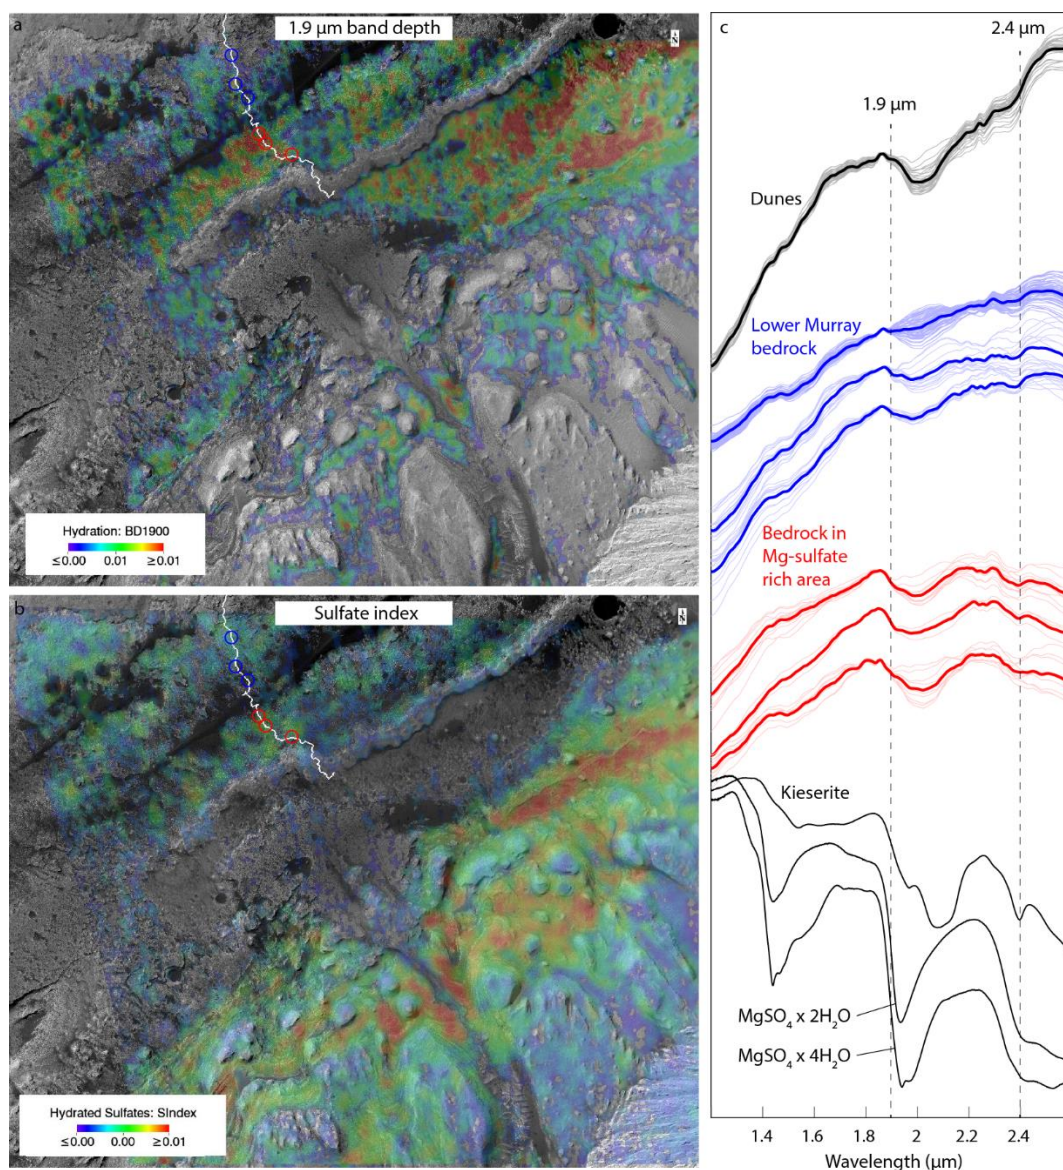 a
1.9 µm band depth
N
Hydration: BD1900
≤0.00 0.01 ≥0.01
b
Sulfate index
N
Hydrated Sulfates: SIndex
≤0.00 0.00 ≥0.01
c
2.4 µm
1.9 µm
Dunes
Lower Murray
bedrock
Bedrock in
Mg-sulfate
rich area
Kieserite
MgSO₄ x 2H₂O
MgSO₄ x 4H₂O
1.4 1.6 1.8 2 2.2 2.4
Wavelength (µm)